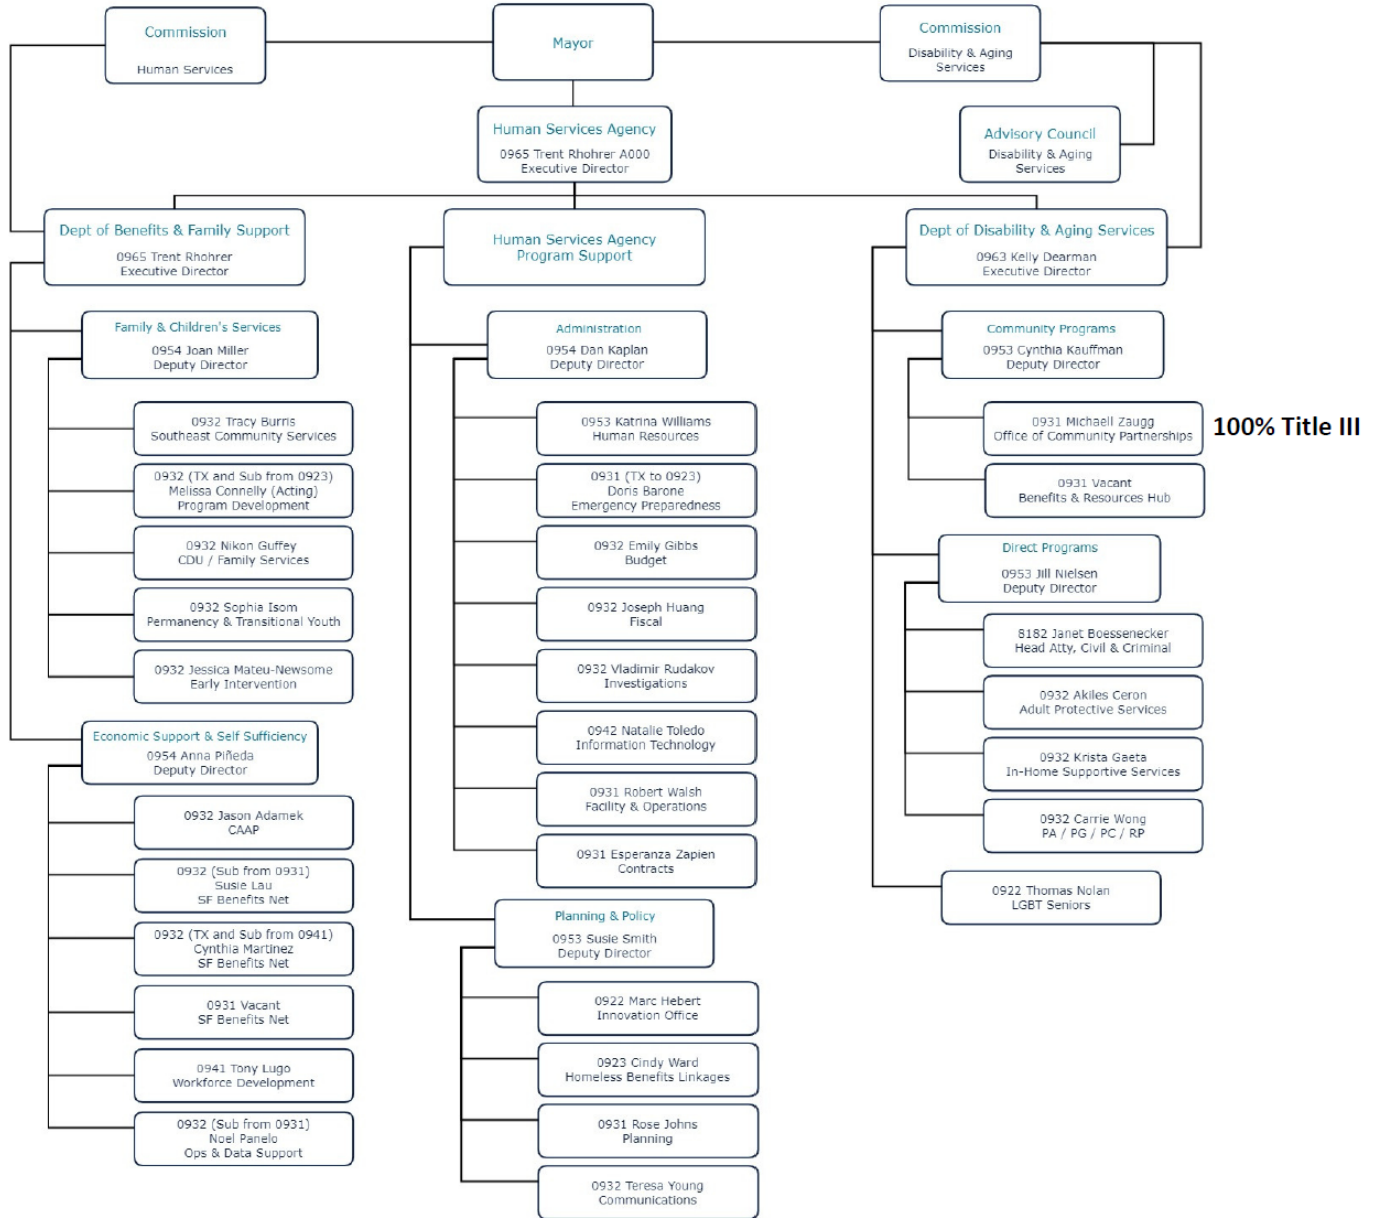 Commission
Human Services
Mayor
Commission
Disability & Aging
Services
Human Services Agency
0965 Trent Rhohrer A000
Executive Director
Advisory Council
Disability & Aging
Services
Dept of Benefits & Family Support
0965 Trent Rhohrer
Executive Director
Family & Children's Services
0954 Joan Miller
Deputy Director
0932 Tracy Burris
Southeast Community Services
0932 (TX and Sub from 0923)
Melissa Connelly (Acting)
Program Development
0932 Nikon Guffey
CDU / Family Services
0932 Sophia Isom
Permanency & Transitional Youth
0932 Jessica Mateu-Newsome
Early Intervention
Economic Support & Self Sufficiency
0954 Anna Piñeda
Deputy Director
0932 Jason Adamek
CAAP
0932 (Sub from 0931)
Susie Lau
SF Benefits Net
0932 (TX and Sub from 0941)
Cynthia Martinez
SF Benefits Net
0931 Vacant
SF Benefits Net
0941 Tony Lugo
Workforce Development
0932 (Sub from 0931)
Noel Panelo
Ops & Data Support
Human Services Agency
Program Support
Administration
0954 Dan Kaplan
Deputy Director
0953 Katrina Williams
Human Resources
0931 (TX to 0923)
Doris Barone
Emergency Preparedness
0932 Emily Gibbs
Budget
0932 Joseph Huang
Fiscal
0932 Vladimir Rudakov
Investigations
0942 Natalie Toledo
Information Technology
0931 Robert Walsh
Facility & Operations
0931 Esperanza Zapien
Contracts
Planning & Policy
0953 Susie Smith
Deputy Director
0922 Marc Hebert
Innovation Office
0923 Cindy Ward
Homeless Benefits Linkages
0931 Rose Johns
Planning
0932 Teresa Young
Communications
Dept of Disability & Aging Services
0963 Kelly Dearman
Executive Director
Community Programs
0953 Cynthia Kauffman
Deputy Director
0931 Michaell Zaugg
Office of Community Partnerships
100% Title III
0931 Vacant
Benefits & Resources Hub
Direct Programs
0953 Jill Nielsen
Deputy Director
8182 Janet Boessenecker
Head Atty, Civil & Criminal
0932 Akiles Ceron
Adult Protective Services
0932 Krista Gaeta
In-Home Supportive Services
0932 Carrie Wong
PA / PG / PC / RP
0922 Thomas Nolan
LGBT Seniors